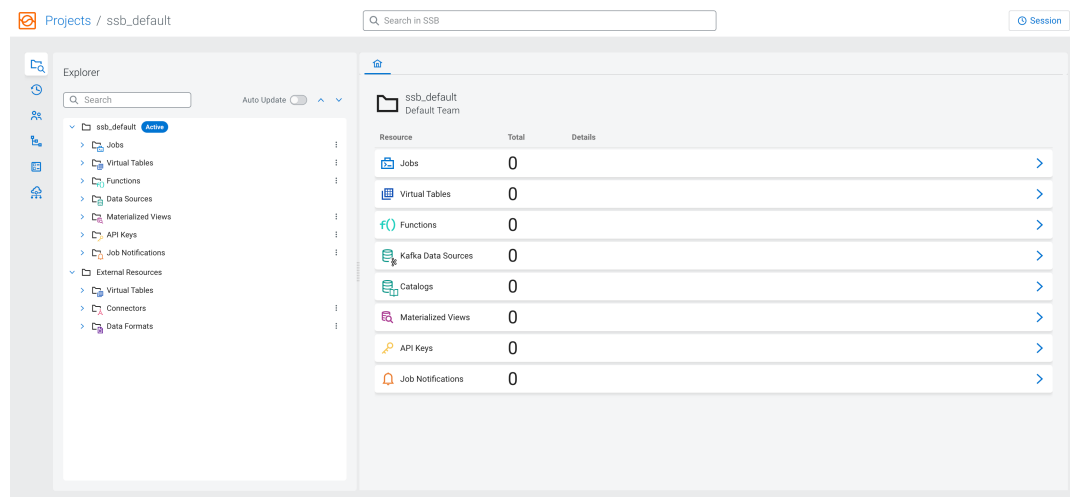 Projects / ssb_default
Search in SSB
Session
Explorer
Search
Auto Update
ssb_default Active
Jobs
Virtual Tables
Functions
Data Sources
Materialized Views
API Keys
Job Notifications
External Resources
Virtual Tables
Connectors
Data Formats
ssb_default
Default Team
Resource Total Details
Jobs 0
Virtual Tables 0
f() Functions 0
Kafka Data Sources 0
Catalogs 0
Materialized Views 0
API Keys 0
Job Notifications 0